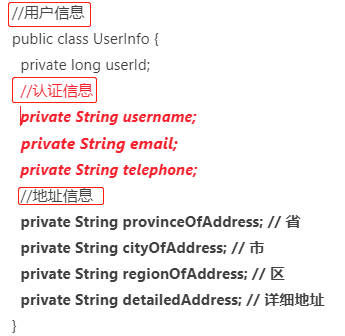 //用户信息
public class UserInfo {
private long userId;
//认证信息
private String username;
private String email;
private String telephone;
//地址信息
private String provinceOfAddress; // 省
private String cityOfAddress; // 市
private String regionOfAddress; // 区
private String detailedAddress; // 详细地址
}